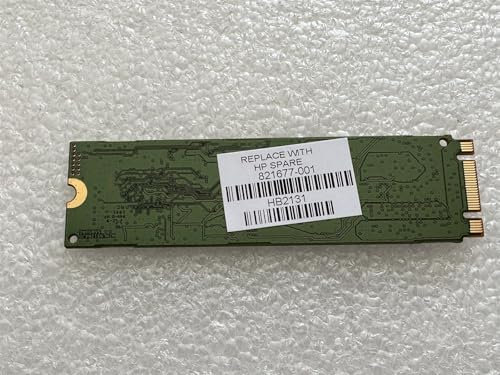 REPLACE WITH
HP SPARE
821677-001
HB2131